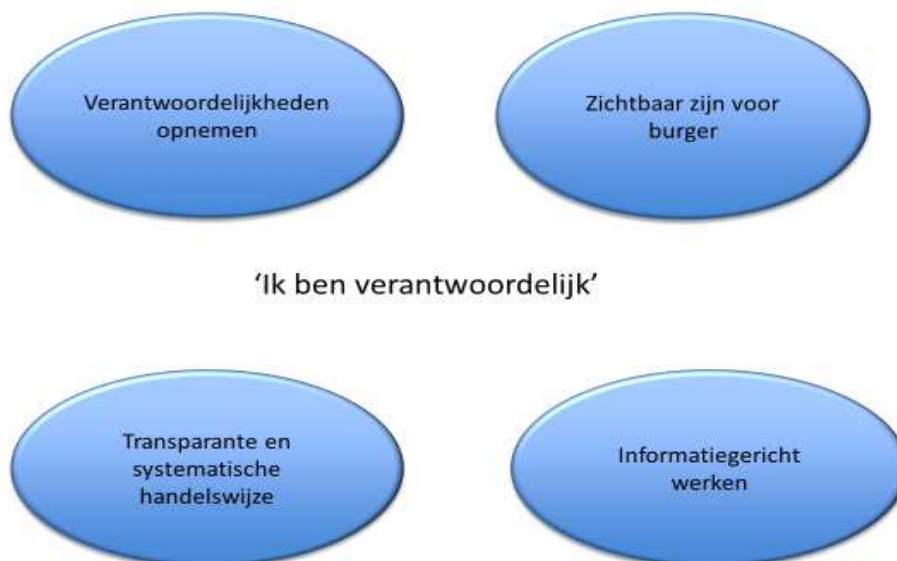 Verantwoordelijkheden
opnemen
Zichtbaar zijn voor
burger
‘Ik ben verantwoordelijk’
Transparante en
systematische
handelswijze
Informatiegericht
werken